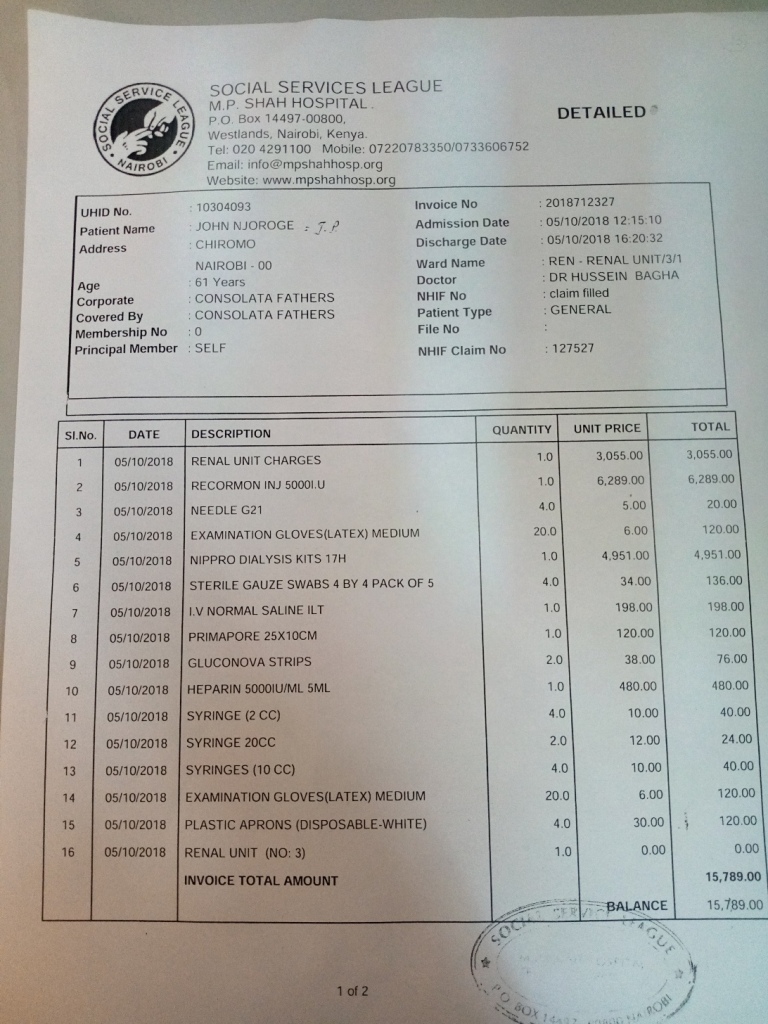 SOCIAL SERVICE LEAGUE
NAIROBI
SOCIAL SERVICES LEAGUE
M.P. SHAH HOSPITAL.
P.O. Box 14497-00800,
Westlands, Nairobi, Kenya.
Tel: 020 4291100 Mobile: 07220783350/0733606752
Email: info@mpshahhosp.org
Website: www.mpshahhosp.org
DETAILED
UHID No. : 10304093
Patient Name : JOHN NJOROGE = J.P
Address : CHIROMO
NAIROBI - 00
Age : 61 Years
Corporate : CONSOLATA FATHERS
Covered By : CONSOLATA FATHERS
Membership No : 0
Principal Member : SELF
Invoice No : 2018712327
Admission Date : 05/10/2018 12:15:10
Discharge Date : 05/10/2018 16:20:32
Ward Name : REN - RENAL UNIT/3/1
Doctor : DR HUSSEIN BAGHA
NHIF No : claim filled
Patient Type : GENERAL
File No :
NHIF Claim No : 127527
SI.No. DATE DESCRIPTION QUANTITY UNIT PRICE TOTAL
1 05/10/2018 RENAL UNIT CHARGES 1.0 3,055.00 3,055.00
2 05/10/2018 RECORMON INJ 5000I.U 1.0 6,289.00 6,289.00
3 05/10/2018 NEEDLE G21 4.0 5.00 20.00
4 05/10/2018 EXAMINATION GLOVES(LATEX) MEDIUM 20.0 6.00 120.00
5 05/10/2018 NIPPRO DIALYSIS KITS 17H 1.0 4,951.00 4,951.00
6 05/10/2018 STERILE GAUZE SWABS 4 BY 4 PACK OF 5 4.0 34.00 136.00
7 05/10/2018 I.V NORMAL SALINE ILT 1.0 198.00 198.00
8 05/10/2018 PRIMAPORE 25X10CM 1.0 120.00 120.00
9 05/10/2018 GLUCONOVA STRIPS 2.0 38.00 76.00
10 05/10/2018 HEPARIN 5000IU/ML 5ML 1.0 480.00 480.00
11 05/10/2018 SYRINGE (2 CC) 4.0 10.00 40.00
12 05/10/2018 SYRINGE 20CC 2.0 12.00 24.00
13 05/10/2018 SYRINGES (10 CC) 4.0 10.00 40.00
14 05/10/2018 EXAMINATION GLOVES(LATEX) MEDIUM 20.0 6.00 120.00
15 05/10/2018 PLASTIC APRONS (DISPOSABLE-WHITE) 4.0 30.00 120.00
16 05/10/2018 RENAL UNIT (NO: 3) 1.0 0.00 0.00
INVOICE TOTAL AMOUNT 15,789.00
BALANCE 15,789.00
SOCIAL SERVICE LEAGUE
P.O. BOX 14497 NAIROBI
1 of 2